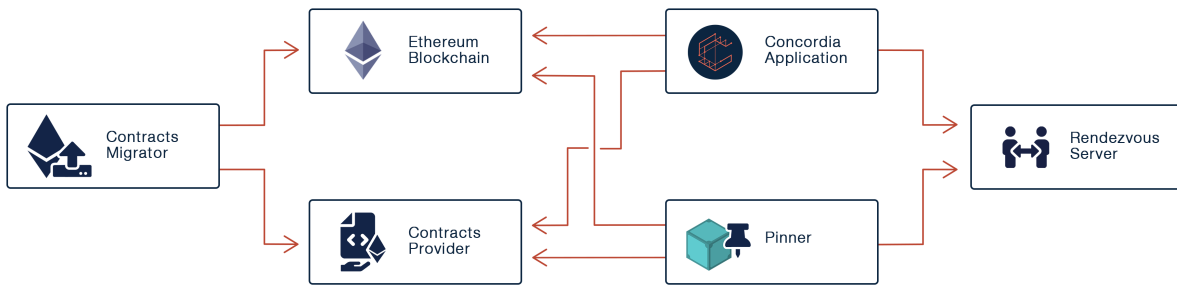 Ethereum
Blockchain
Concordia
Application
Contracts
Migrator
Rendezvous
Server
Contracts
Provider
Pinner